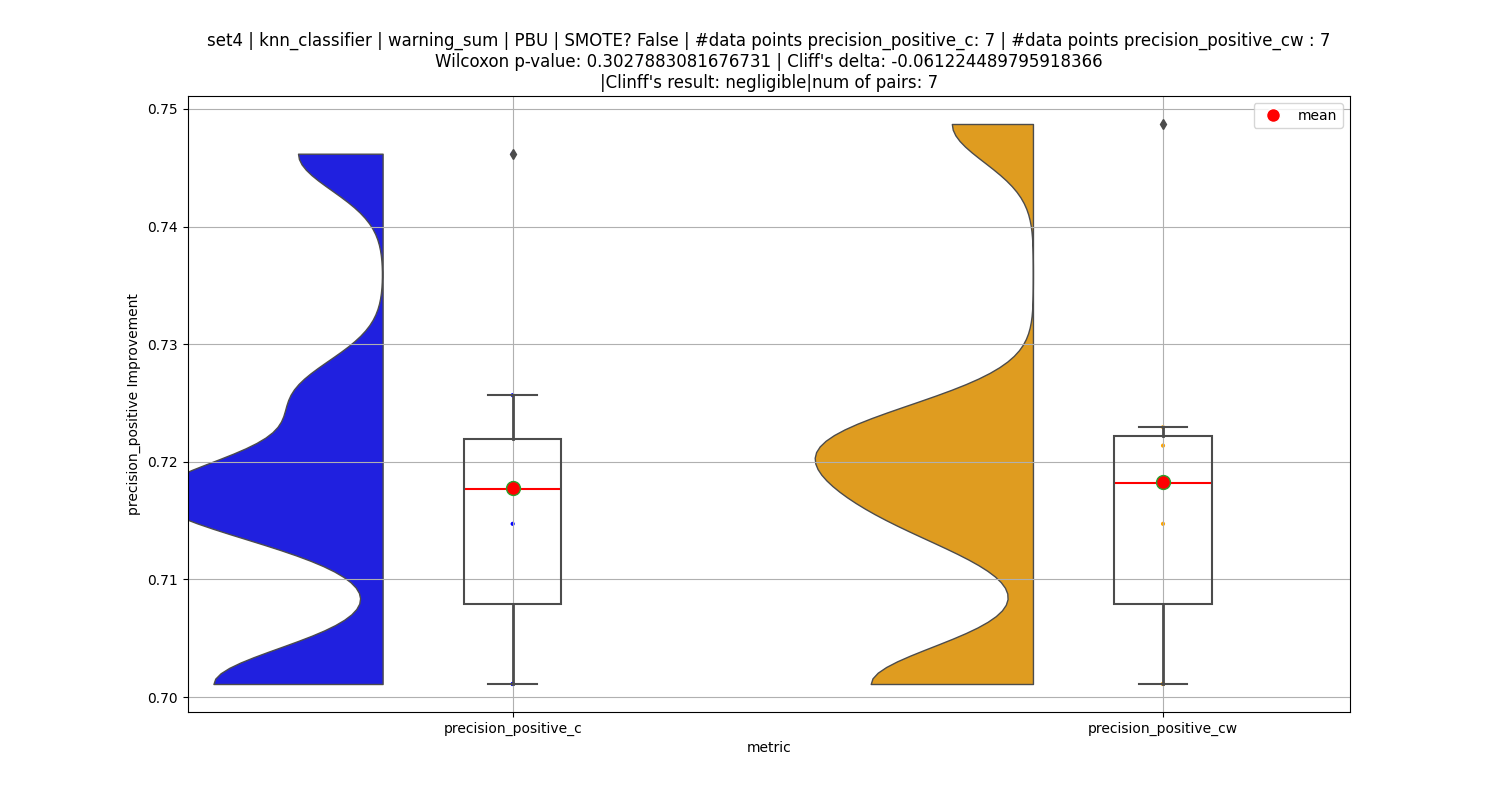 set4 | knn_classifier | warning_sum | PBU | SMOTE? False | #data points precision_positive_c: 7 | #data points precision_positive_cw : 7
Wilcoxon p-value: 0.3027883081676731 | Cliff's delta: -0.061224489795918366
|Clinff's result: negligible|num of pairs: 7
mean
0.75
0.74
0.73
0.72
0.71
0.70
precision_positive Improvement
precision_positive_c
precision_positive_cw
metric